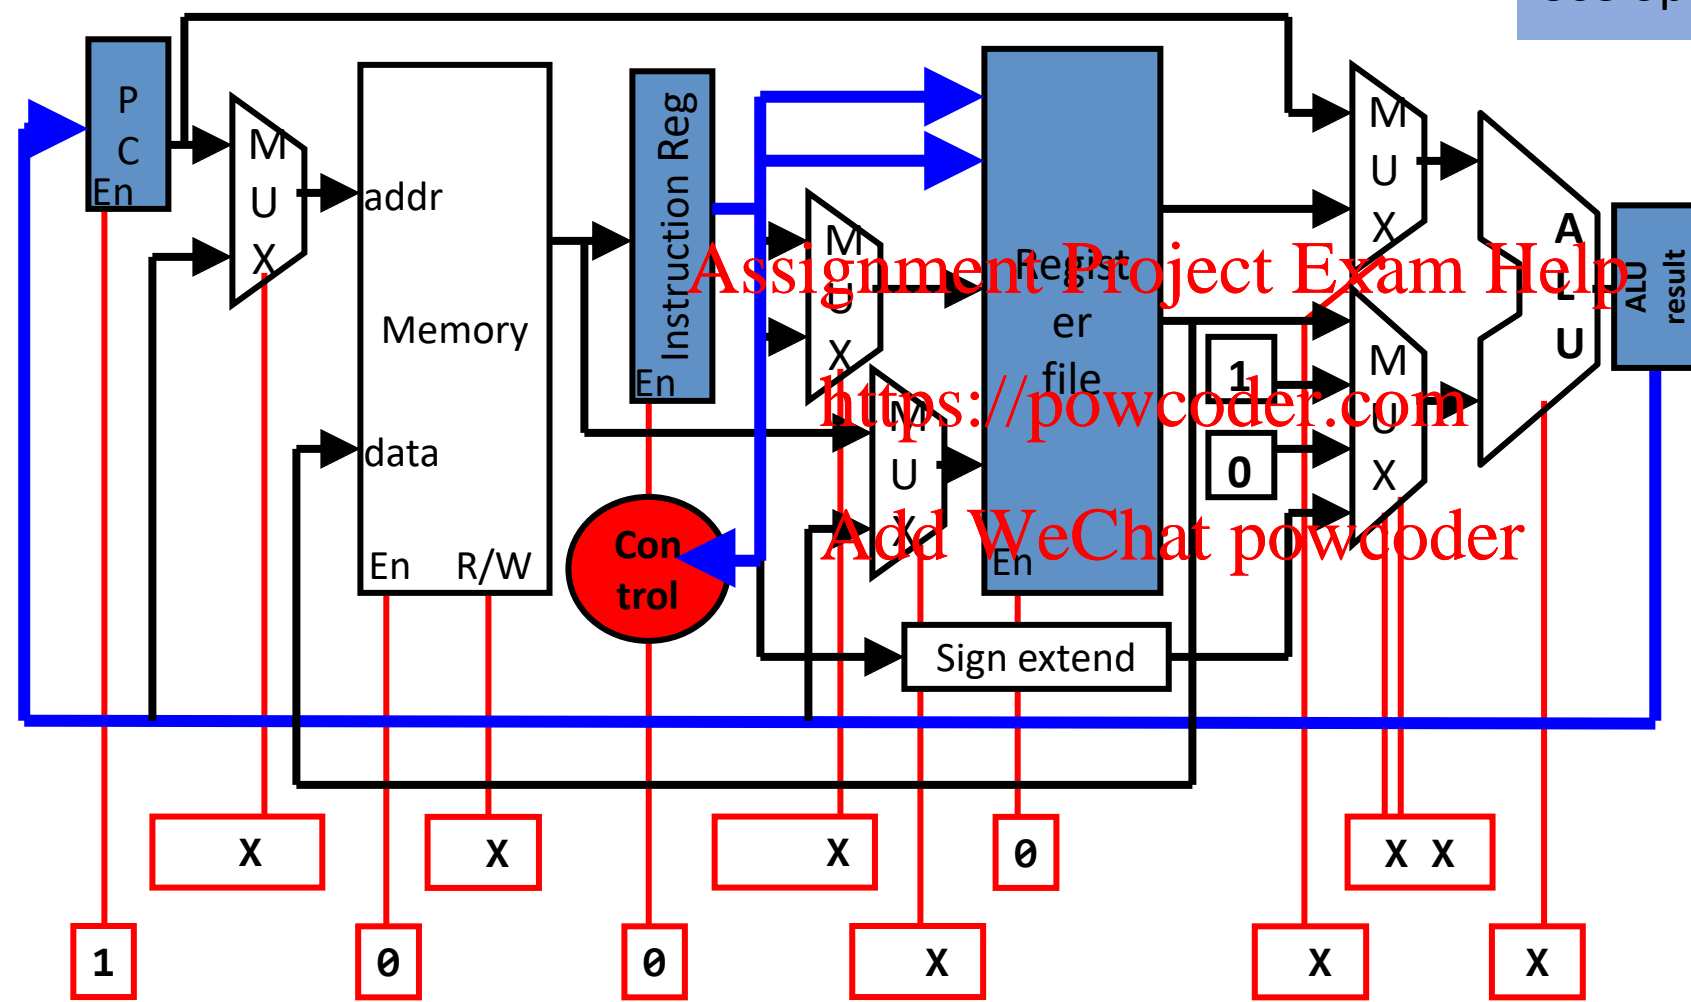 P
C
En
M
U
X
addr
Memory
data
En R/W
Instruction Reg
En
Con
trol
M
U
X
M
U
X
Regist
er
file
En
Sign extend
M
U
X
1
0
M
U
X
A
L
U
ALU
result
Assignment Project Exam Help
https://powcoder.com
Add WeChat powcoder
X
X
X
0
X X
1
0
0
X
X
X